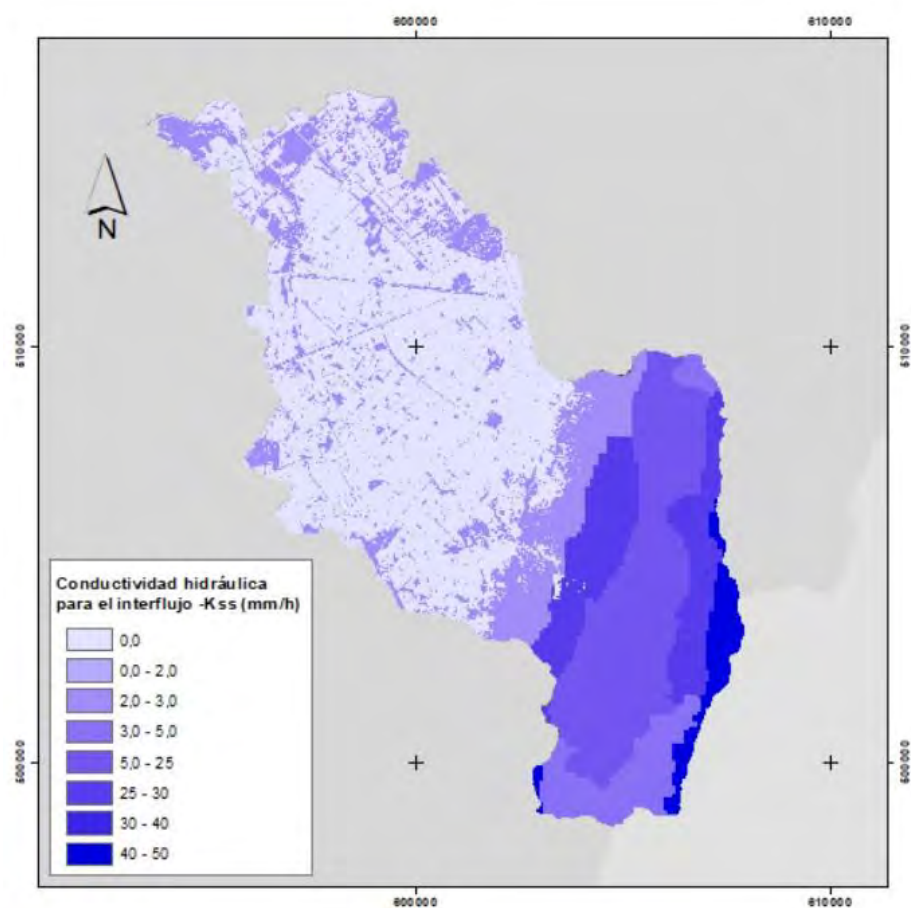 600000
610000
N
610000
610000
Conductividad hidráulica
para el interflujo -Kss (mm/h)
0,0
0,0 - 2,0
2,0 - 3,0
3,0 - 5,0
5,0 - 25
25 - 30
30 - 40
40 - 50
600000
600000
600000
610000